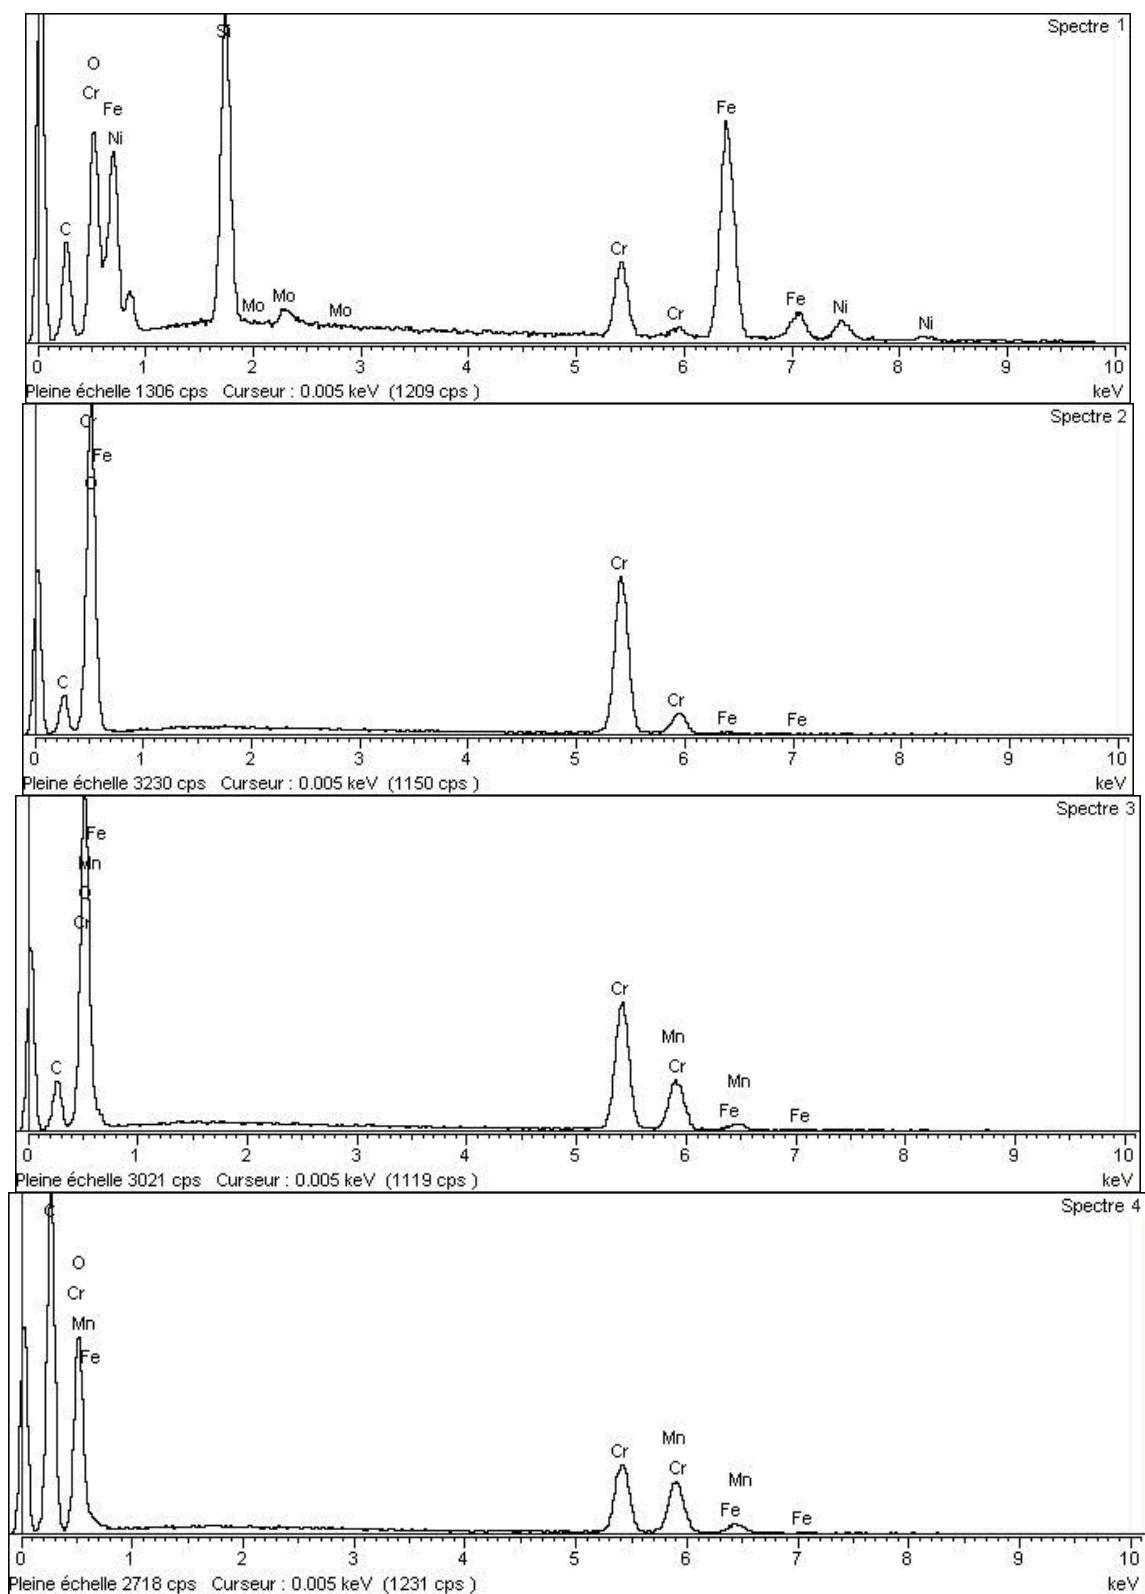 Spectre 1
Si
O
Cr
Fe
Ni
C
Mo
Mo
Mo
Cr
Cr
Fe
Fe
Ni
Ni
0 1 2 3 4 5 6 7 8 9 10
Pleine échelle 1306 cps Curseur : 0.005 keV (1209 cps ) keV
Spectre 2
Cr
Fe
O
C
Cr
Cr
Fe
Fe
0 1 2 3 4 5 6 7 8 9 10
Pleine échelle 3230 cps Curseur : 0.005 keV (1150 cps ) keV
Spectre 3
Fe
Mn
O
Cr
C
Cr
Mn
Cr
Mn
Fe
Fe
0 1 2 3 4 5 6 7 8 9 10
Pleine échelle 3021 cps Curseur : 0.005 keV (1119 cps ) keV
Spectre 4
C
O
Cr
Mn
Fe
Cr
Mn
Cr
Mn
Fe
Fe
0 1 2 3 4 5 6 7 8 9 10
Pleine échelle 2718 cps Curseur : 0.005 keV (1231 cps ) keV